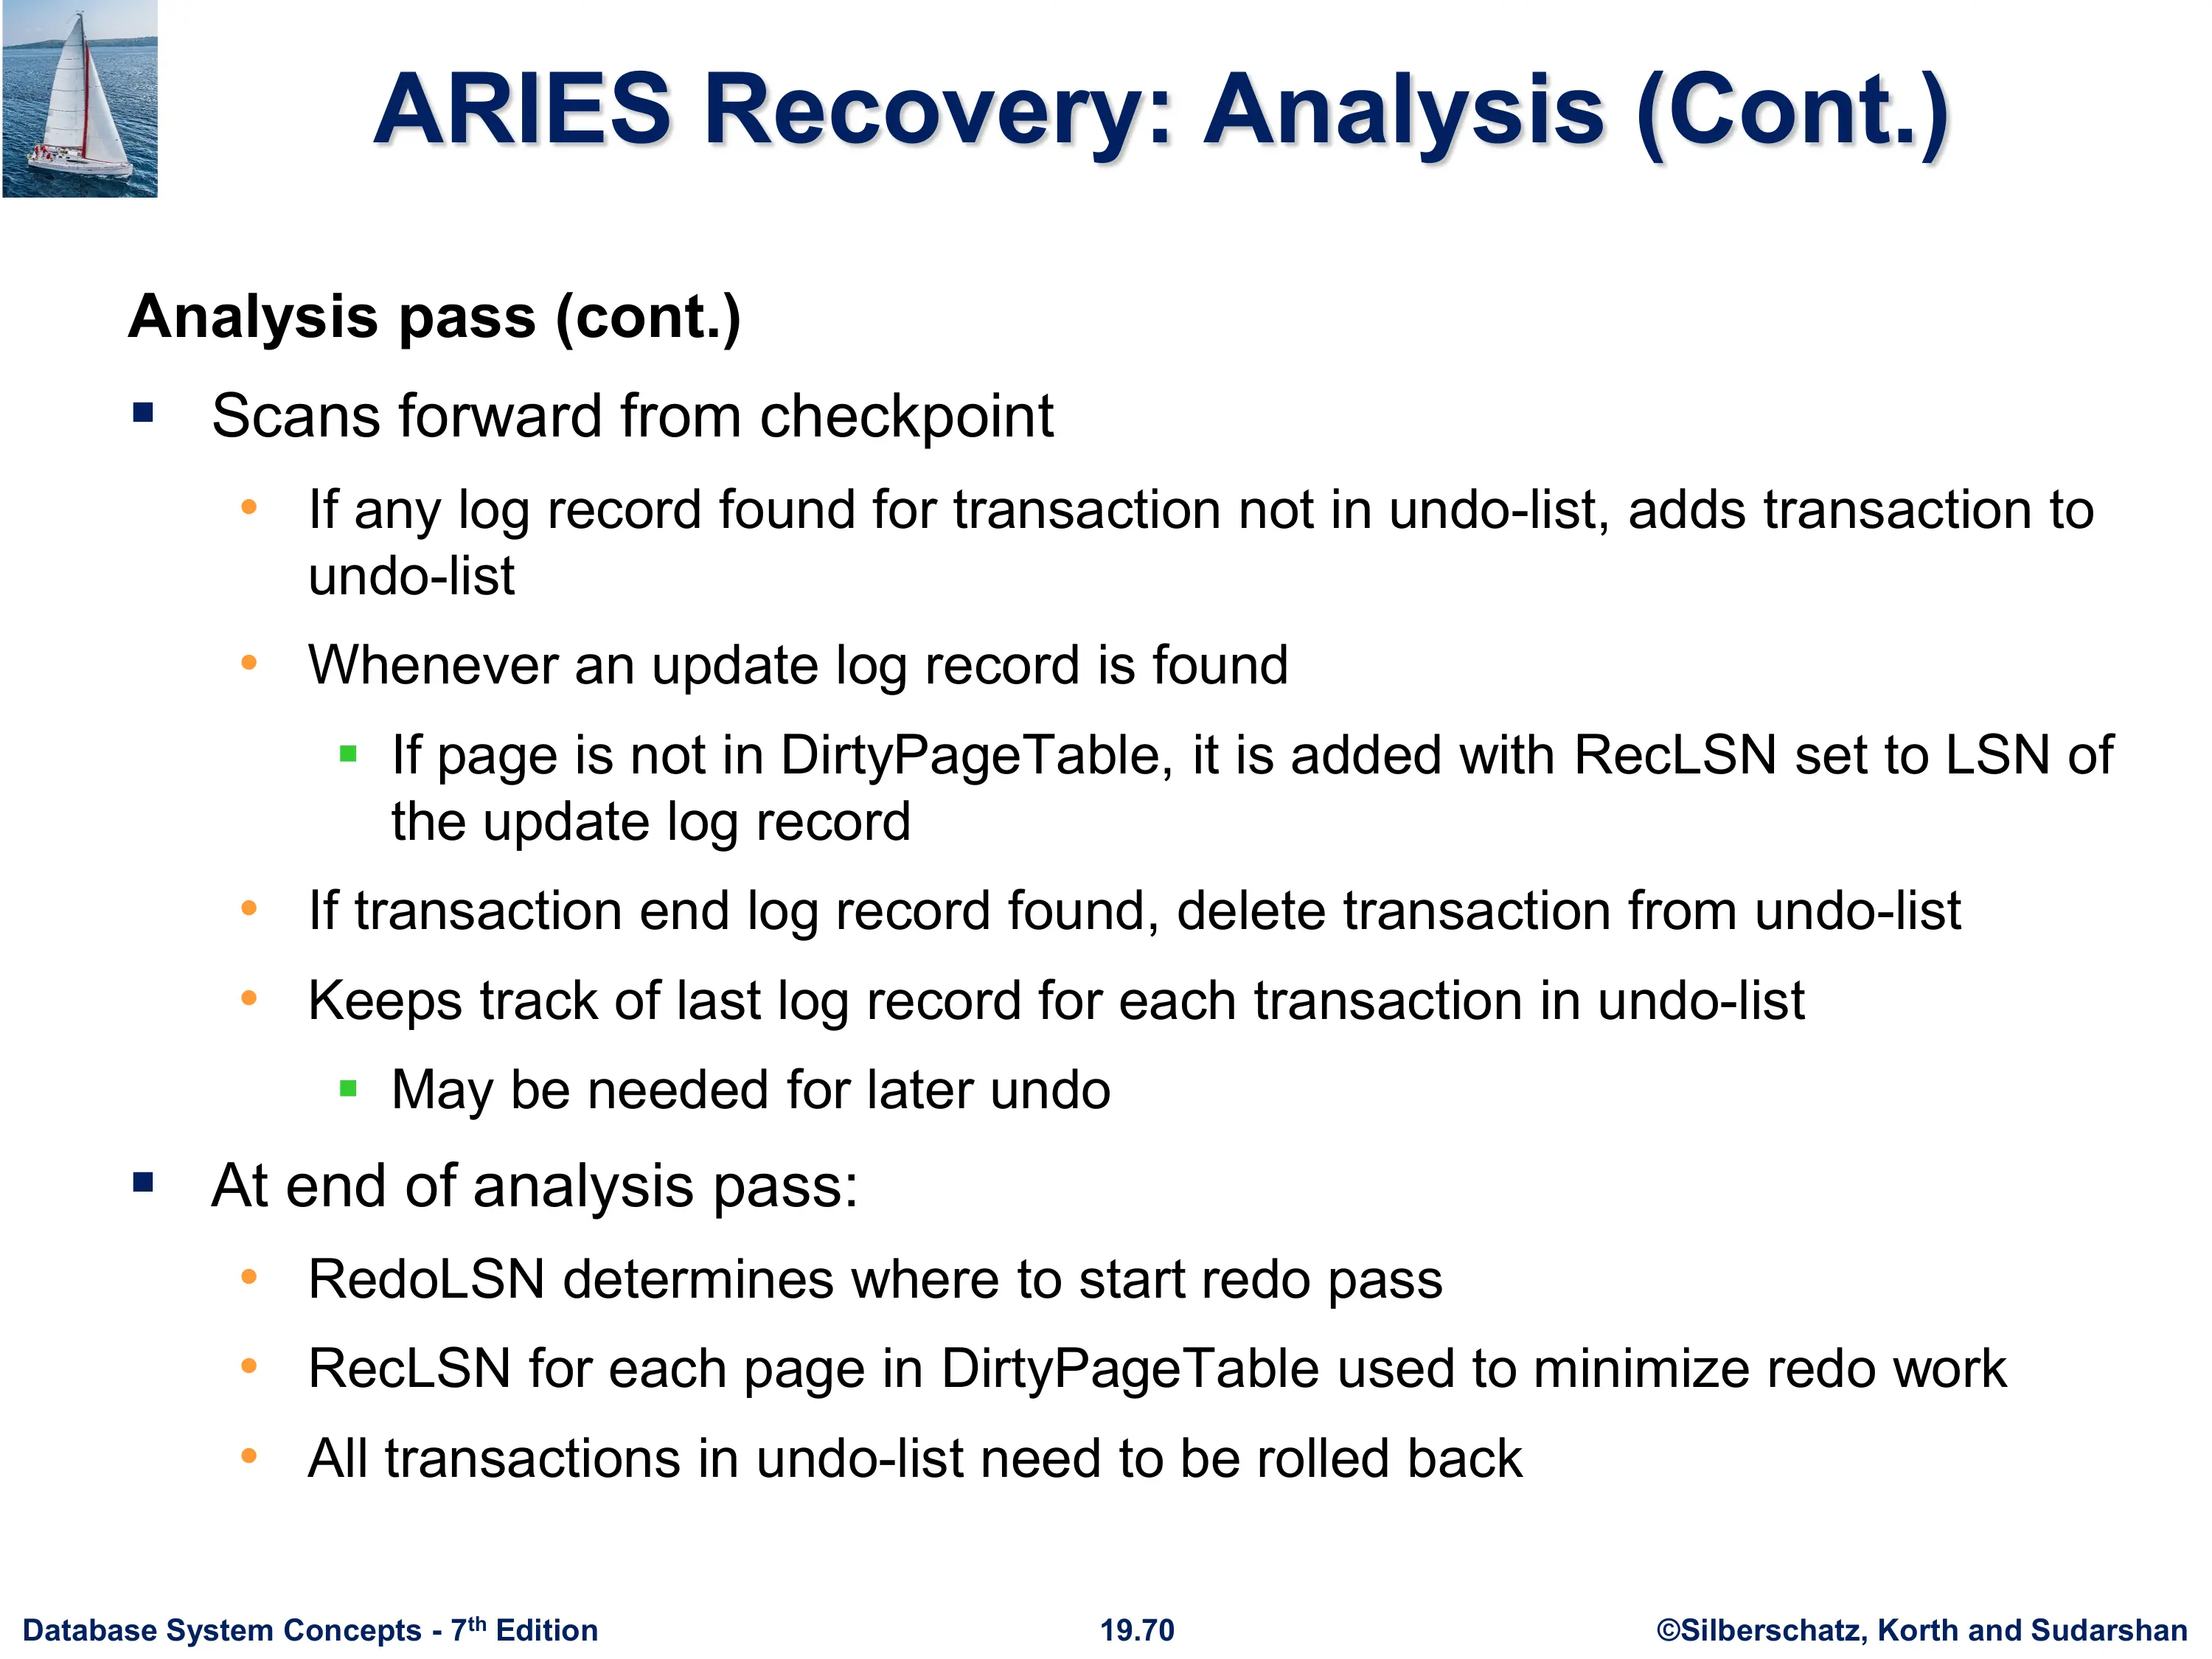 ARIES Recovery: Analysis (Cont.)
Analysis pass (cont.)
▪ Scans forward from checkpoint
• If any log record found for transaction not in undo-list, adds transaction to
undo-list
• Whenever an update log record is found
▪ If page is not in DirtyPageTable, it is added with RecLSN set to LSN of
the update log record
• If transaction end log record found, delete transaction from undo-list
• Keeps track of last log record for each transaction in undo-list
▪ May be needed for later undo
▪ At end of analysis pass:
• RedoLSN determines where to start redo pass
• RecLSN for each page in DirtyPageTable used to minimize redo work
• All transactions in undo-list need to be rolled back
Database System Concepts - 7th Edition 19.70 ©Silberschatz, Korth and Sudarshan